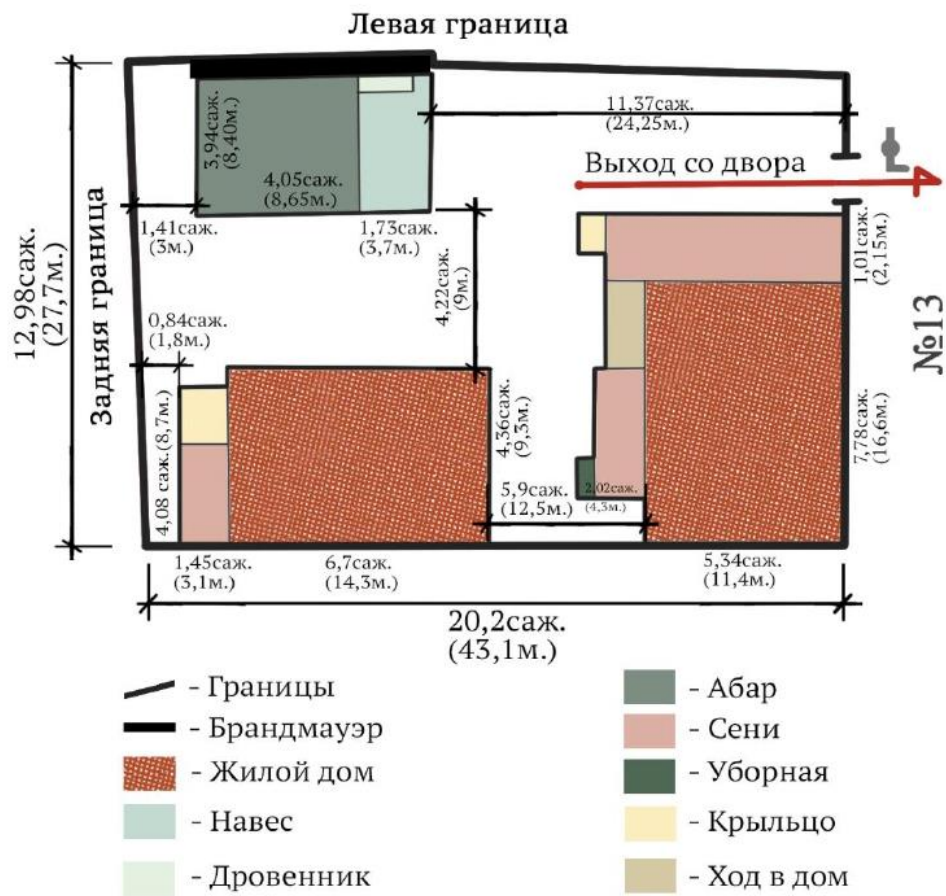 Левая граница
11,37саж.
(24,25м.)
Выход со двора
3,94саж.
(8,40м.)
4,05саж.
(8,65м.)
1,41саж.
(3м.)
1,73саж.
(3,7м.)
12,98саж.
(27,7м.)
Задняя граница
4,22саж.
(9м.)
1,01саж.
(2,15м.)
№13
0,84саж.
(1,8м.)
4,08 саж.(8,7м.)
4,36саж.
(9,3м.)
7,78саж.
(16,6м.)
5,9саж.
(12,5м.)
2,02саж.
(4,3м.)
1,45саж.
(3,1м.)
6,7саж.
(14,3м.)
5,34саж.
(11,4м.)
20,2саж.
(43,1м.)
- Границы
- Брандмауэр
- Жилой дом
- Навес
- Дровенник
- Абар
- Сени
- Уборная
- Крыльцо
- Ход в дом